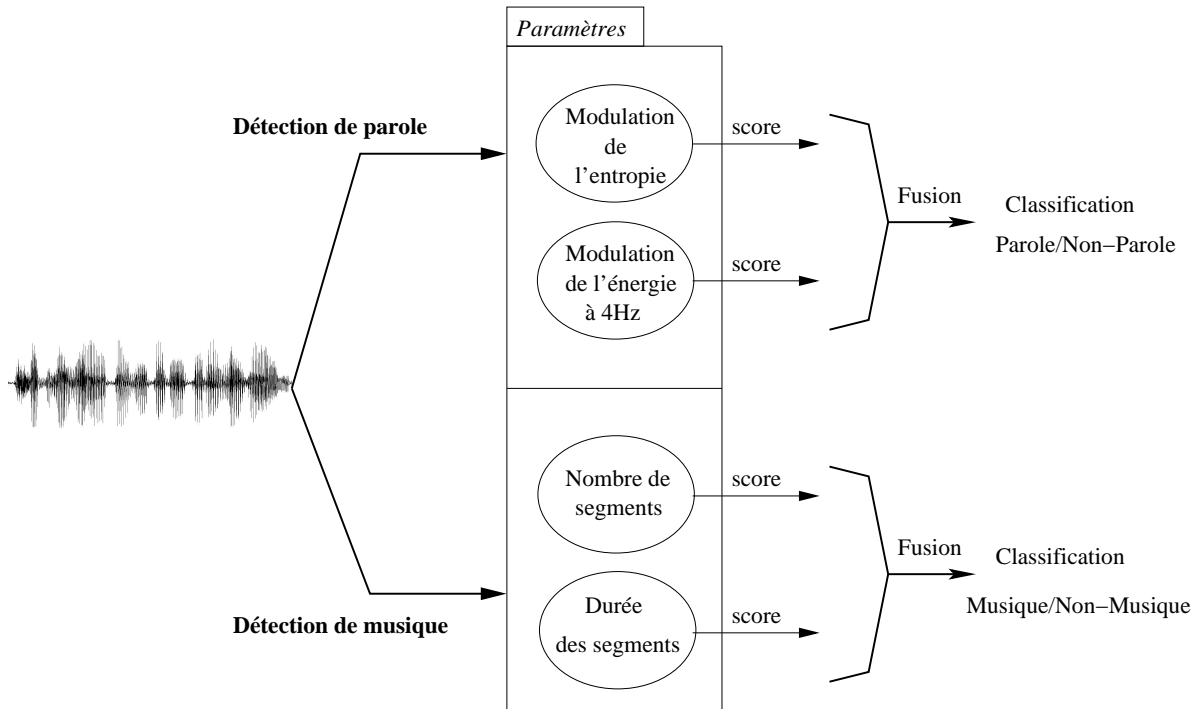 Paramètres
Détection de parole
Modulation
de
l'entropie
score
Modulation
de l'énergie
à 4Hz
score
Fusion
Classification
Parole/Non−Parole
Nombre de
segments
score
Durée
des segments
score
Fusion
Classification
Musique/Non−Musique
Détection de musique